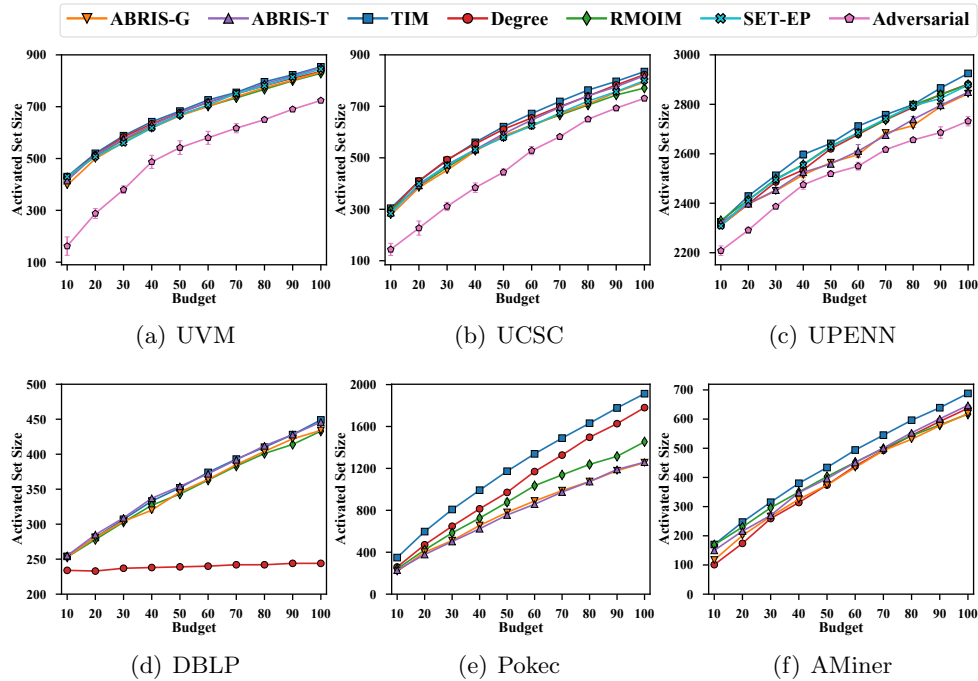 ABRIS-G ABRIS-T TIM Degree RMOIM SET-EP Adversarial
Activated Set Size
900
700
500
300
100
10 20 30 40 50 60 70 80 90 100
Budget
(a) UVM
Activated Set Size
900
700
500
300
100
10 20 30 40 50 60 70 80 90 100
Budget
(b) UCSC
Activated Set Size
3000
2800
2600
2400
2200
10 20 30 40 50 60 70 80 90 100
Budget
(c) UPENN
Activated Set Size
500
450
400
350
300
250
200
10 20 30 40 50 60 70 80 90 100
Budget
(d) DBLP
Activated Set Size
2000
1600
1200
800
400
0
10 20 30 40 50 60 70 80 90 100
Budget
(e) Pokec
Activated Set Size
700
600
500
400
300
200
100
0
10 20 30 40 50 60 70 80 90 100
Budget
(f) AMiner